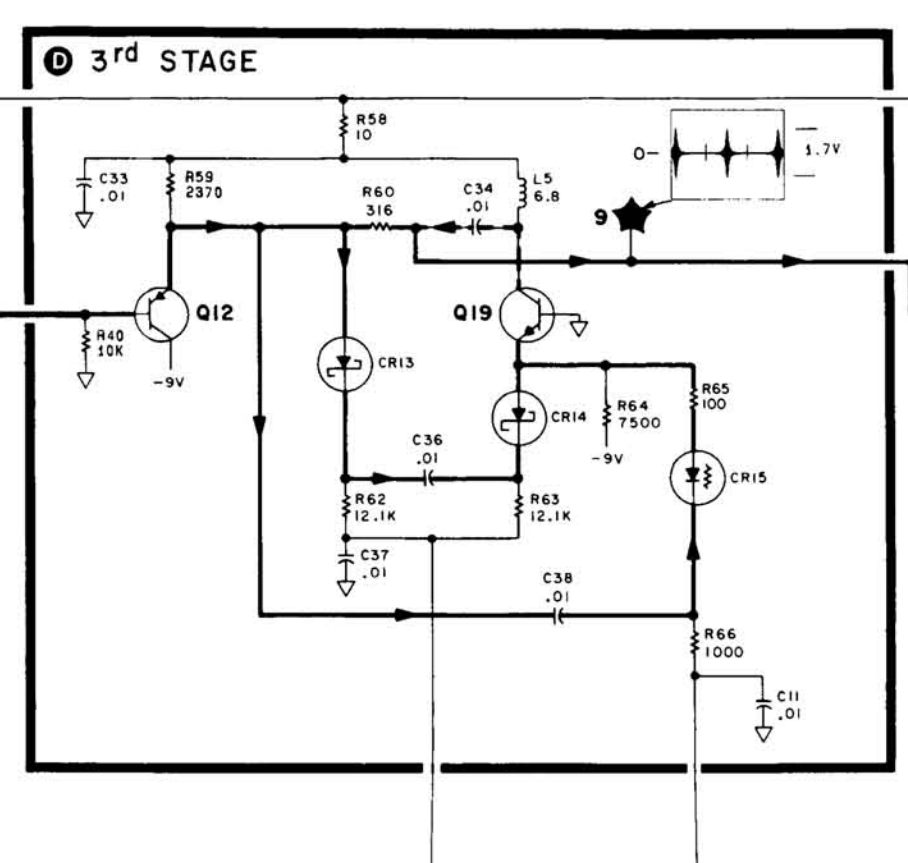 D 3rd STAGE
R58
10
C33
.01
R59
2370
R60
316
C34
.01
L5
6.8
0-
1.7V
9
Q12
R40
10K
-9V
Q19
CR13
CR14
R64
7500
-9V
R65
100
C36
.01
CR15
R62
12.1K
R63
12.1K
C37
.01
C38
.01
R66
1000
C11
.01